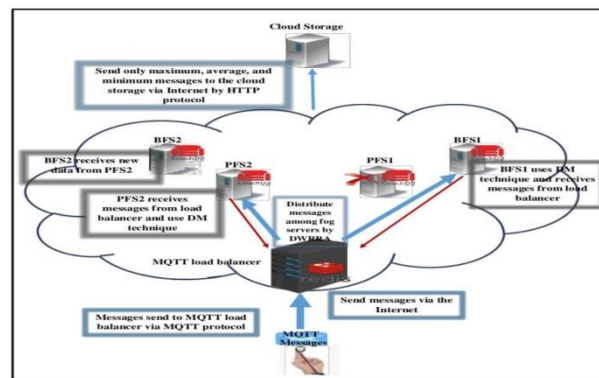 Cloud Storage
Send only maximum, average, and
minimum messages to the cloud
storage via Internet by HTTP
protocol
BFS2
BFS1
BFS2 receives new
data from PFS2
PFS2
PFS1
BFS1 uses DM
technique and receives
messages from load
balancer
PFS2 receives
messages from load
balancer and use DM
technique
Distribute
messages
among fog
servers by
DWRRA
MQTT load balancer
redis
Send messages via the
Internet
Messages send to MQTT load
balancer via MQTT protocol
MQTT
Messages